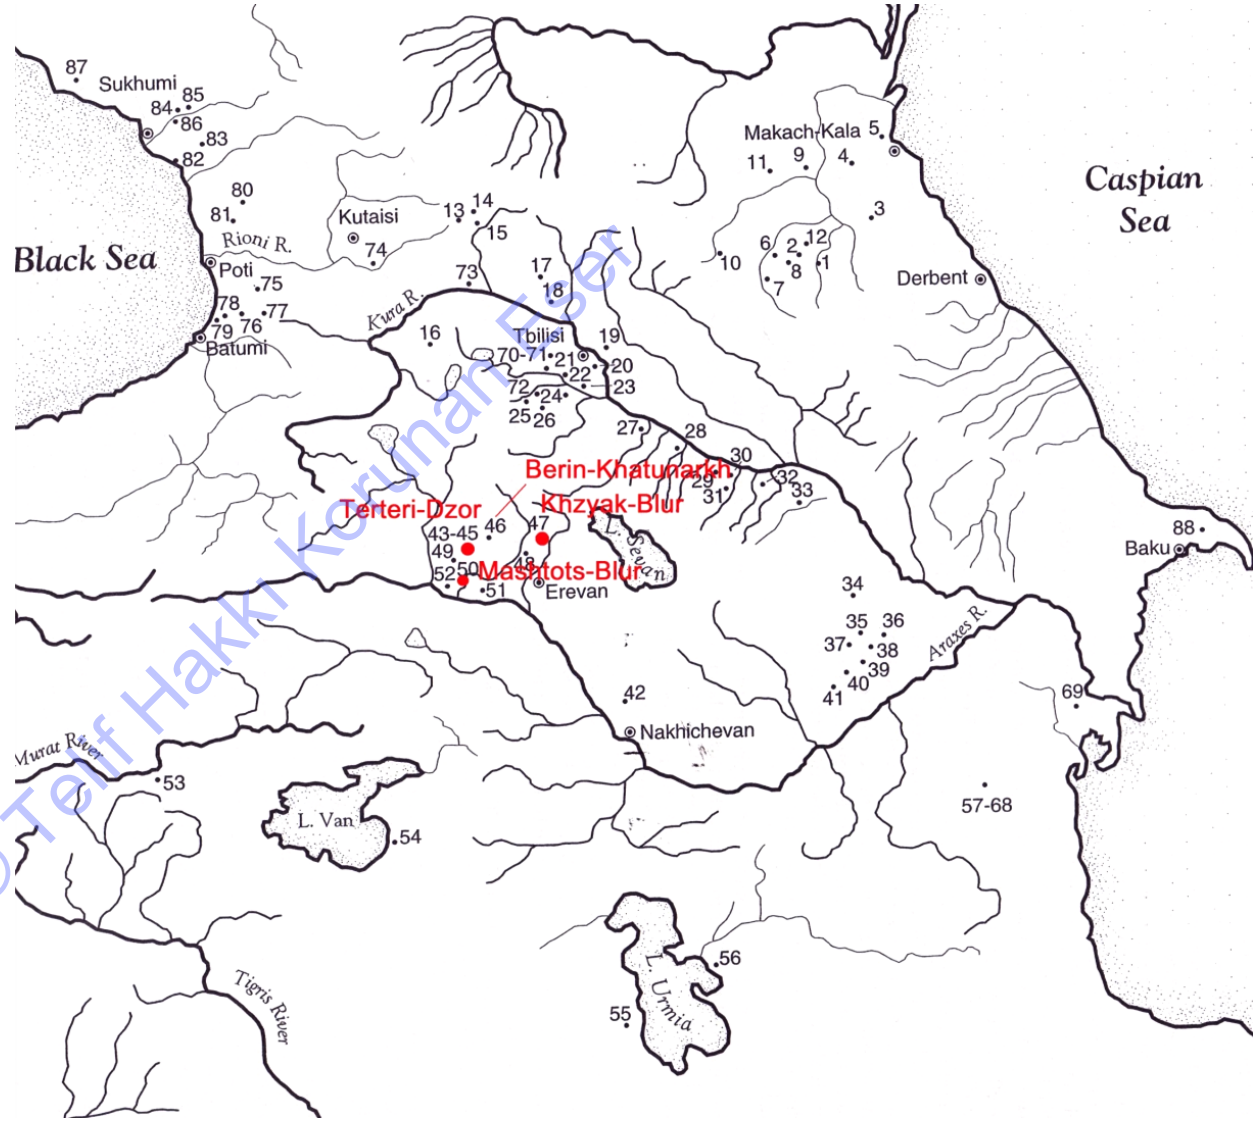 87
Sukhumi
85
84
86
83
82
80
81
Rioni R.
Black Sea
Poti
Kutaisi
74
13
14
15
73
17
18
75
78
77
79
76
Batumi
Kura R.
16
Tbilisi
19
70-71
21
20
22
23
72
24
25
26
27
28
Makach-Kala
5
11
9
4
3
12
6
2
10
8
1
7
Caspian
Sea
Derbent
Berin-Khatunarkh
30
29
31
32
33
Terteri-Dzor
Khzyak-Blur
43-45
46
47
49
48
L. Sevan
52
50
Mashtots-Blur
51
Erevan
88
Baku
34
35
36
37
38
39
40
41
Araxes R.
42
Nakhichevan
69
57-68
Murat River
53
L. Van
54
L. Urmia
56
55
Tigris River
© Telif Hakki Korunan Eser